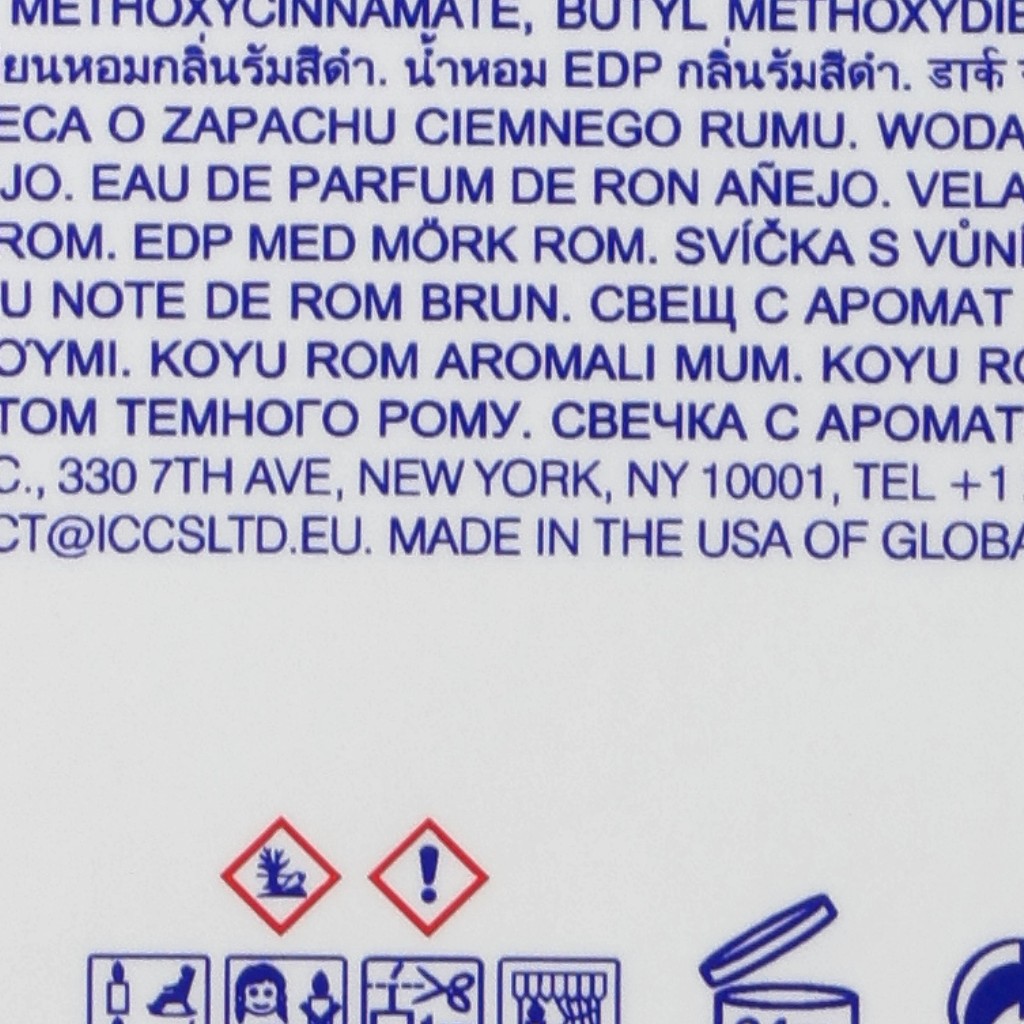 METHOXYCINNAMATE, BUTYL METHOXYDIB
ยนหอมกลิ่นรัมสีดำ. น้ำหอม EDP กลิ่นรัมสีดำ. डार्क
ECA O ZAPACHU CIEMNEGO RUMU. WODA
JO. EAU DE PARFUM DE RON AÑEJO. VELA
ROM. EDP MED MÖRK ROM. SVÍČKA S VŮNÍ
U NOTE DE ROM BRUN. СВЕЩ С АРОМАТ
ΟΎΜΙ. KOYU ROM AROMALI MUM. KOYU RO
ТОМ ТЕМНОГО РОМУ. СВЕЧКА С АРОМАТ
C., 330 7TH AVE, NEW YORK, NY 10001, TEL +1
CT@ICCSLTD.EU. MADE IN THE USA OF GLOBA